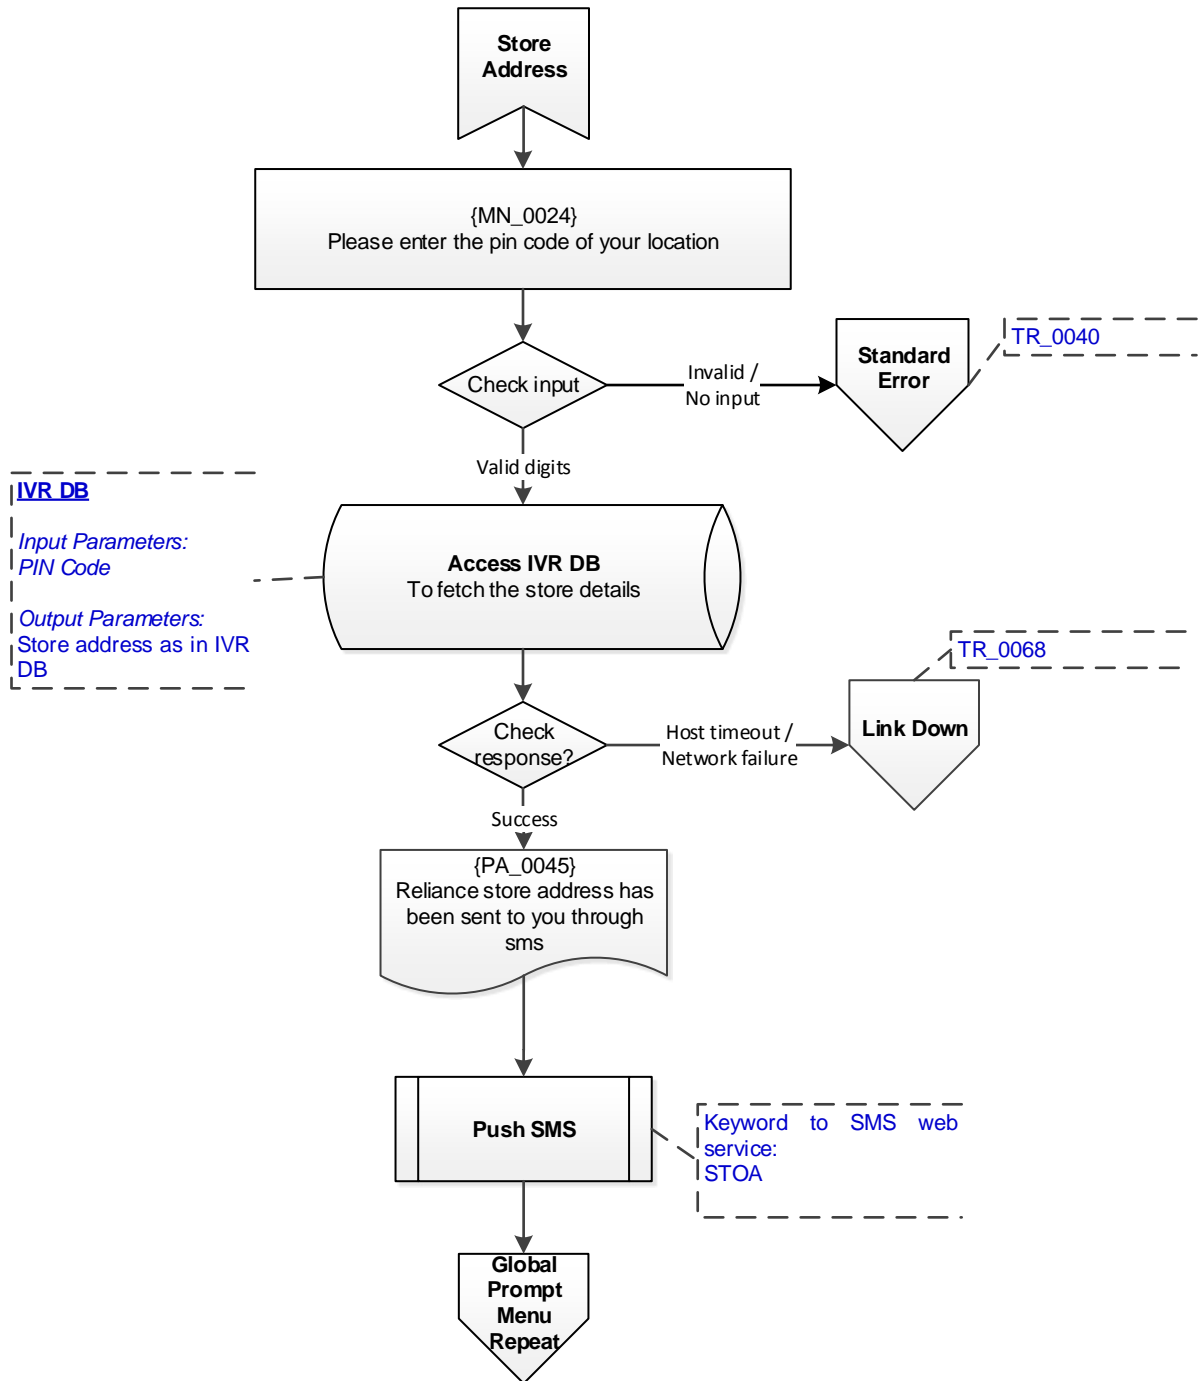 Store
Address
{MN_0024}
Please enter the pin code of your location
Check input
Invalid /
No input
Standard
Error
TR_0040
Valid digits
IVR DB
Input Parameters:
PIN Code
Output Parameters:
Store address as in IVR
DB
Access IVR DB
To fetch the store details
Check
response?
Host timeout /
Network failure
Link Down
TR_0068
Success
{PA_0045}
Reliance store address has
been sent to you through
sms
Push SMS
Keyword to SMS web
service:
STOA
Global
Prompt
Menu
Repeat